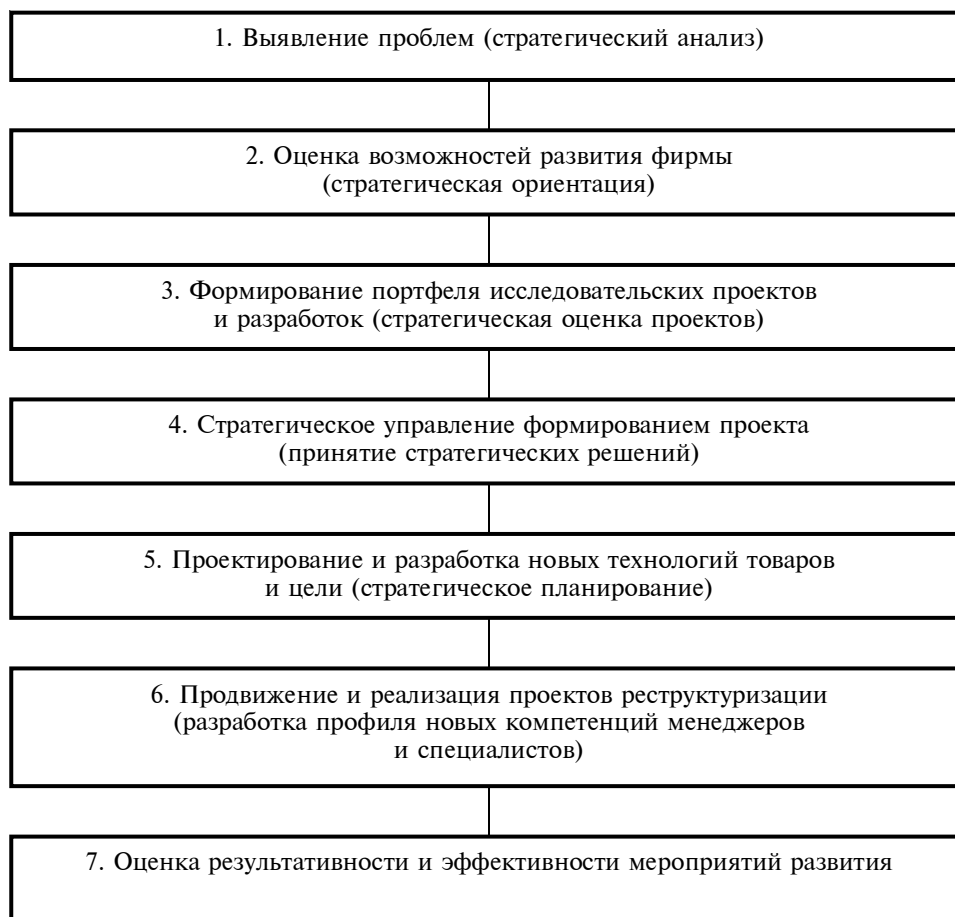 1. Выявление проблем (стратегический анализ)
2. Оценка возможностей развития фирмы
(стратегическая ориентация)
3. Формирование портфеля исследовательских проектов
и разработок (стратегическая оценка проектов)
4. Стратегическое управление формированием проекта
(принятие стратегических решений)
5. Проектирование и разработка новых технологий товаров
и цели (стратегическое планирование)
6. Продвижение и реализация проектов реструктуризации
(разработка профиля новых компетенций менеджеров
и специалистов)
7. Оценка результативности и эффективности мероприятий развития